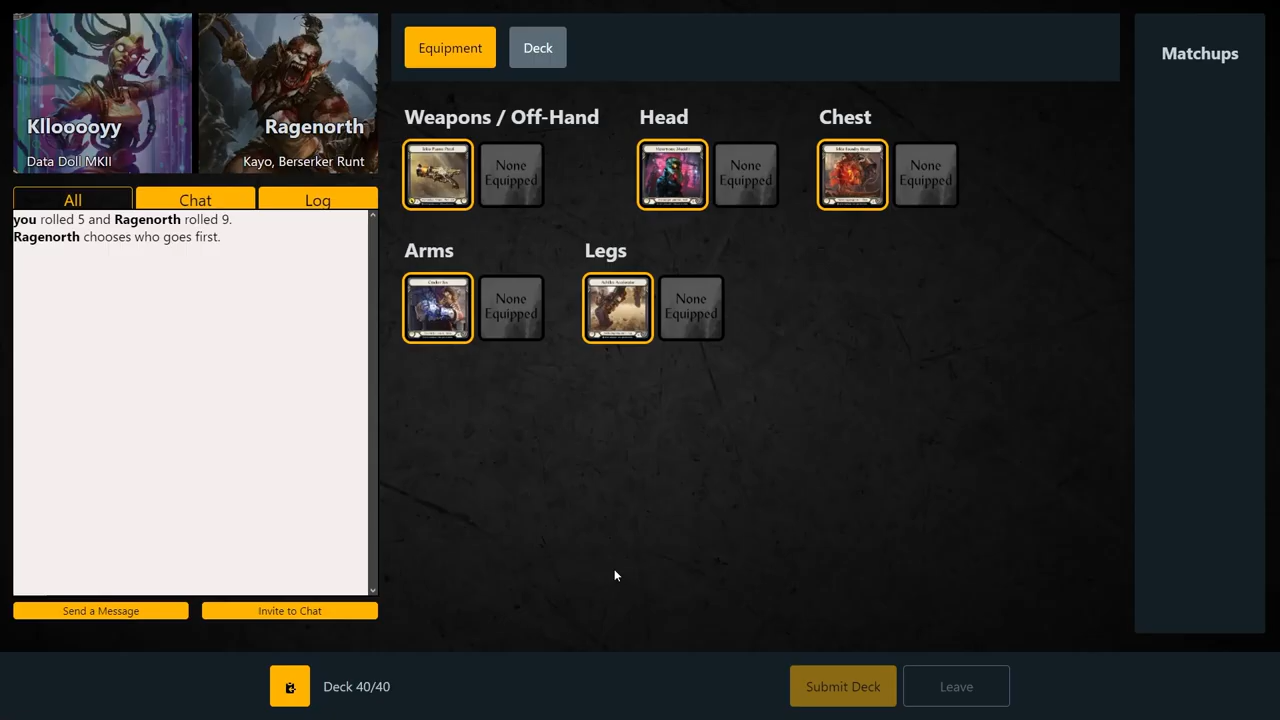 Kllooooyy
Data Doll MKII
Ragenorth
Kayo, Berserker Runt
All
Chat
Log
you rolled 5 and Ragenorth rolled 9.
Ragenorth chooses who goes first.
Send a Message
Invite to Chat
Equipment
Deck
Matchups
Weapons / Off-Hand
None
Equipped
Head
None
Equipped
Chest
None
Equipped
Arms
None
Equipped
Legs
None
Equipped
Deck 40/40
Submit Deck
Leave